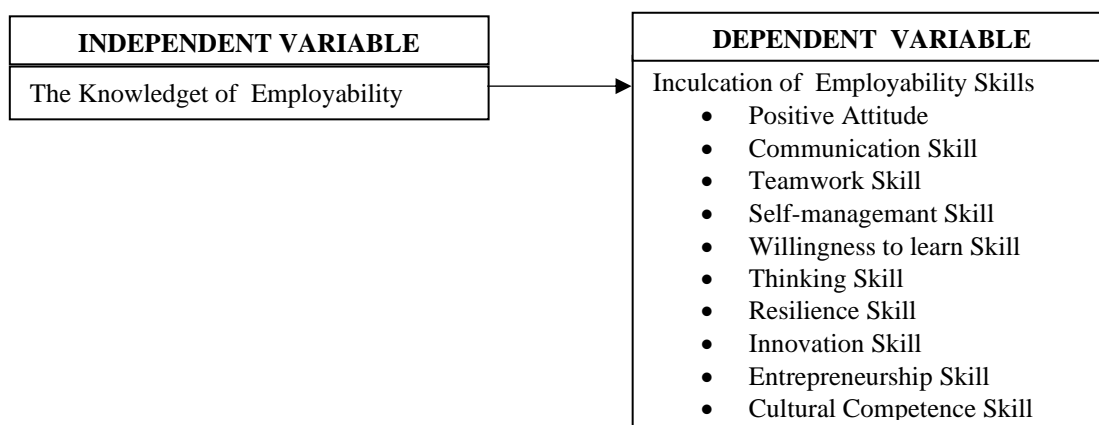 INDEPENDENT VARIABLE
The Knowledget of Employability
DEPENDENT VARIABLE
Inculcation of Employability Skills
• Positive Attitude
• Communication Skill
• Teamwork Skill
• Self-managemant Skill
• Willingness to learn Skill
• Thinking Skill
• Resilience Skill
• Innovation Skill
• Entrepreneurship Skill
• Cultural Competence Skill